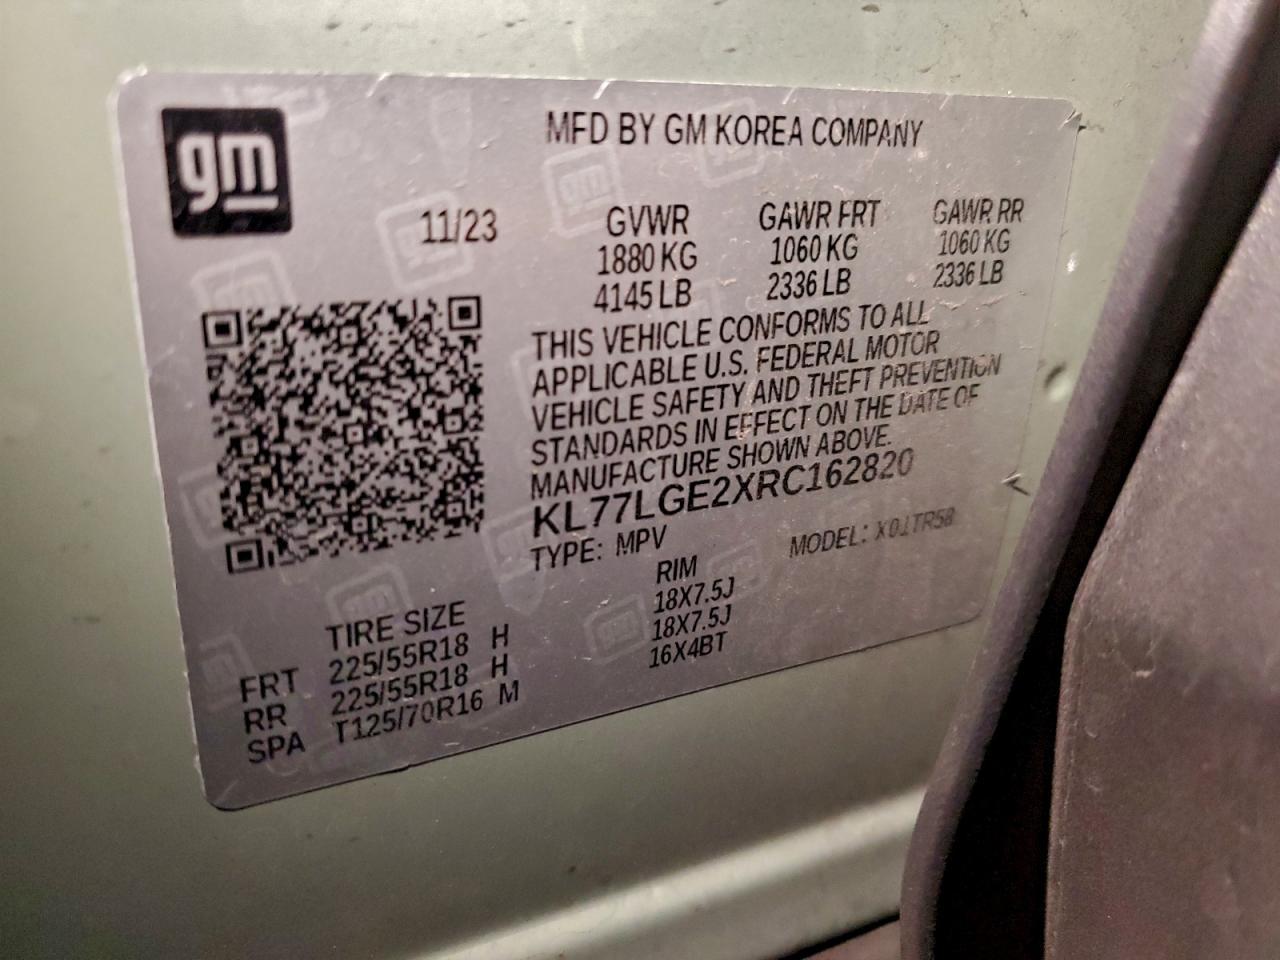 gm
MFD BY GM KOREA COMPANY
11/23
GVWR GAWR FRT GAWR RR
1880 KG 1060 KG 1060 KG
4145 LB 2336 LB 2336 LB
THIS VEHICLE CONFORMS TO ALL
APPLICABLE U.S. FEDERAL MOTOR
VEHICLE SAFETY AND THEFT PREVENTION
STANDARDS IN EFFECT ON THE DATE OF
MANUFACTURE SHOWN ABOVE.
KL77LGE2XRC162820
TYPE: MPV MODEL: X01TR58
TIRE SIZE RIM
FRT 225/55R18 H 18X7.5J
RR 225/55R18 H 18X7.5J
SPA T125/70R16 M 16X4BT